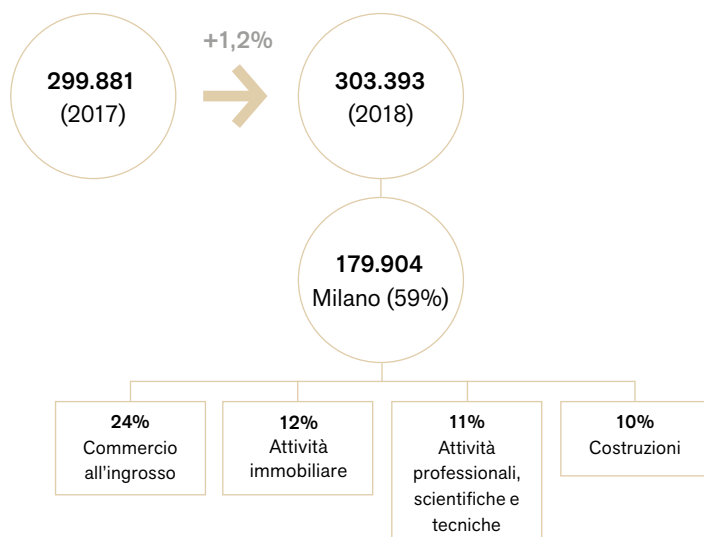 +1,2%
299.881
(2017)
303.393
(2018)
179.904
Milano (59%)
24%
Commercio
all'ingrosso
12%
Attività
immobiliare
11%
Attività
professionali,
scientifiche e
tecniche
10%
Costruzioni